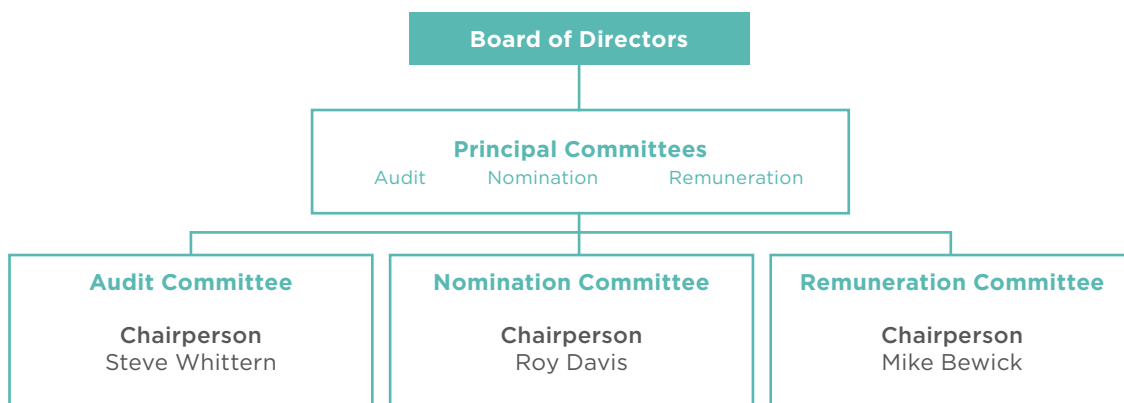 Board of Directors
Principal Committees
Audit Nomination Remuneration
Audit Committee
Chairperson
Steve Whittern
Nomination Committee
Chairperson
Roy Davis
Remuneration Committee
Chairperson
Mike Bewick